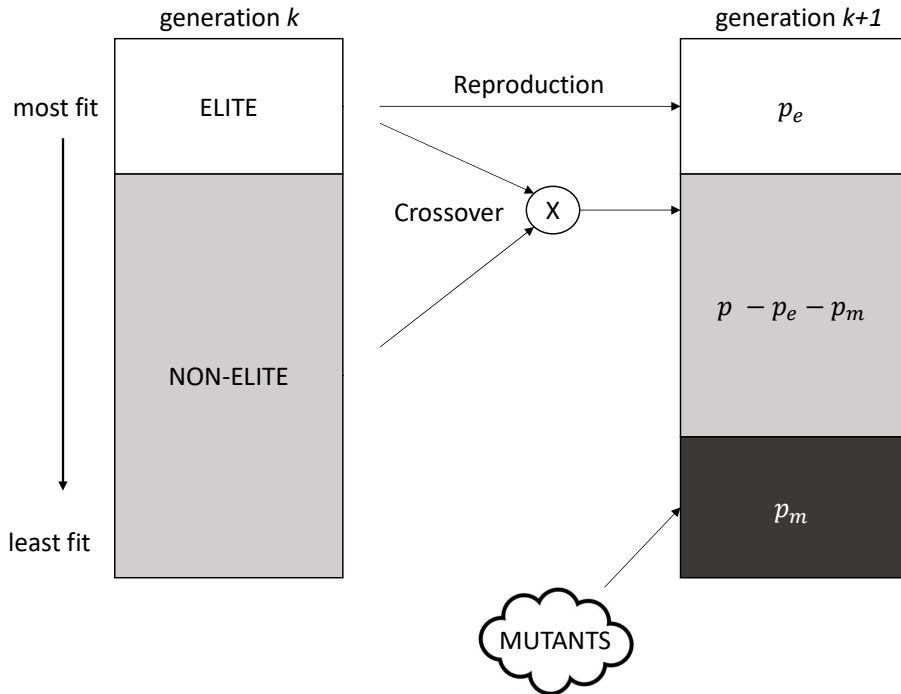 generation k
generation k+1
most fit
ELITE
Reproduction
p_e
Crossover
X
p − p_e − p_m
NON-ELITE
least fit
p_m
MUTANTS